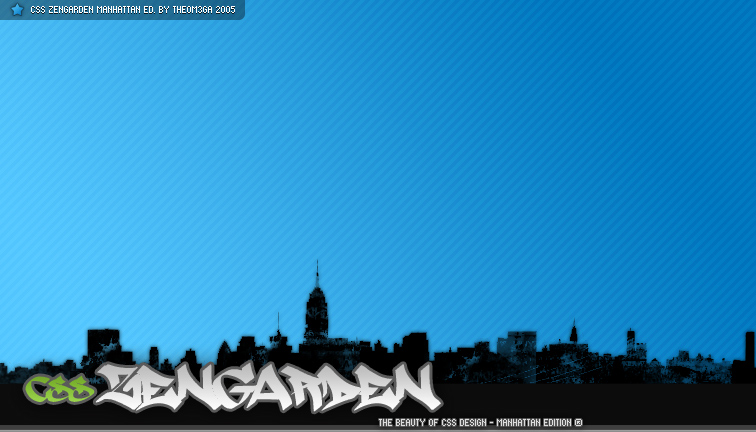 CSS ZENGARDEN MANHATTAN ED. BY THEOM3GA 2005
CSS ZENGARDEN
THE BEAUTY OF CSS DESIGN - MANHATTAN EDITION ®